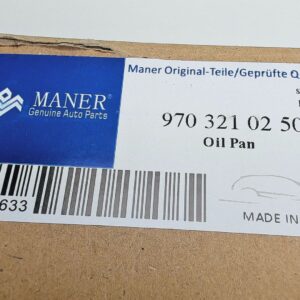 Maner Original-Teile/Geprüfte Q
MANER®
Genuine Auto Parts
970 321 02 50
Oil Pan
633
MADE IN